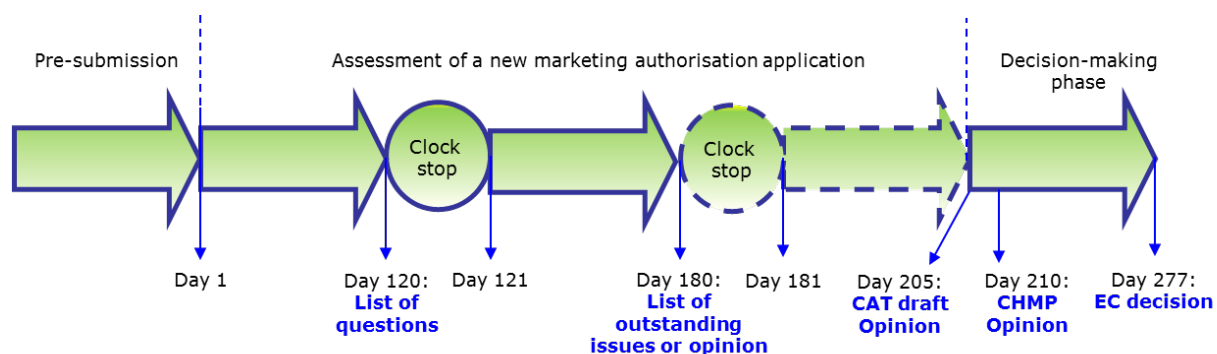 Pre-submission
Assessment of a new marketing authorisation application
Decision-making
phase
Clock
stop
Clock
stop
Day 1
Day 120:
List of
questions
Day 121
Day 180:
List of
outstanding
issues or opinion
Day 181
Day 205:
CAT draft
Opinion
Day 210:
CHMP
Opinion
Day 277:
EC decision